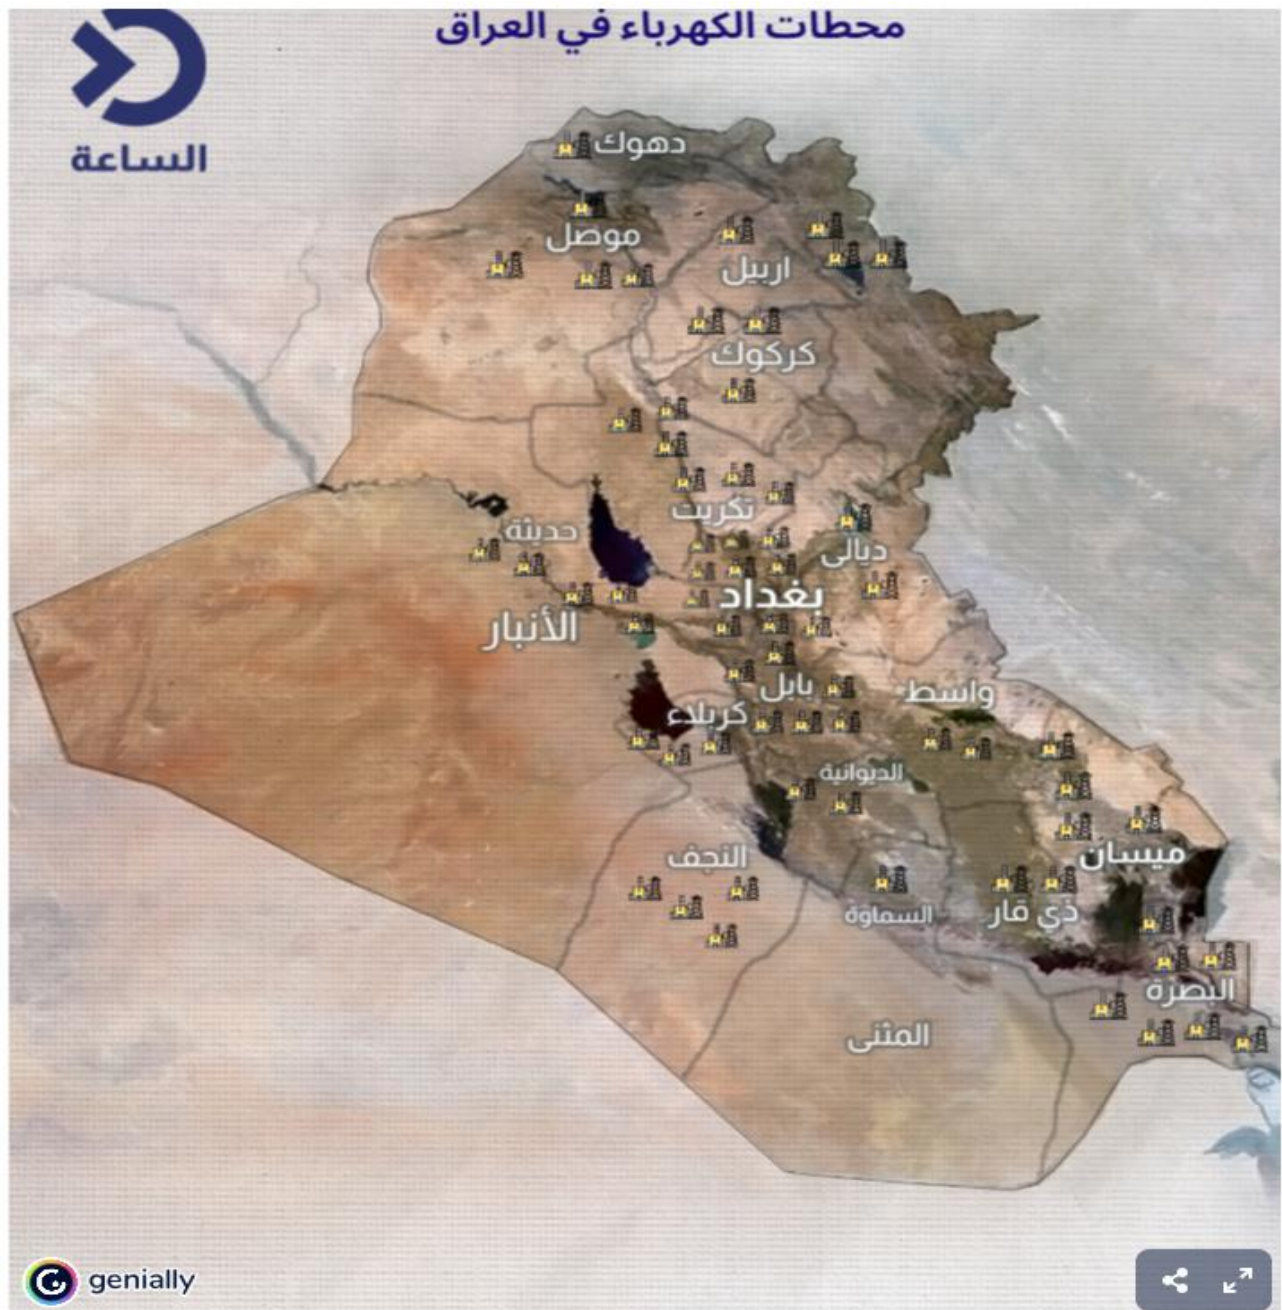 محطات الكهرباء في العراق
الساعة
دهوك
موصل
اربيل
كركوك
تكريت
حديثة
ديالى
بغداد
الأنبار
بابل
واسط
كربلاء
الديوانية
النجف
ميسان
السماوة
ذي قار
البصرة
المثنى
genially